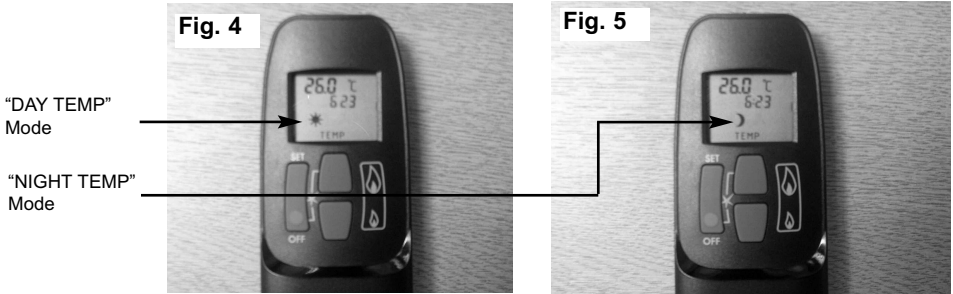 Fig. 4
Fig. 5
“DAY TEMP”
Mode
“NIGHT TEMP”
Mode
26.0 °C
6:23
TEMP
SET
OFF
26.0 °C
6:23
TEMP
SET
OFF